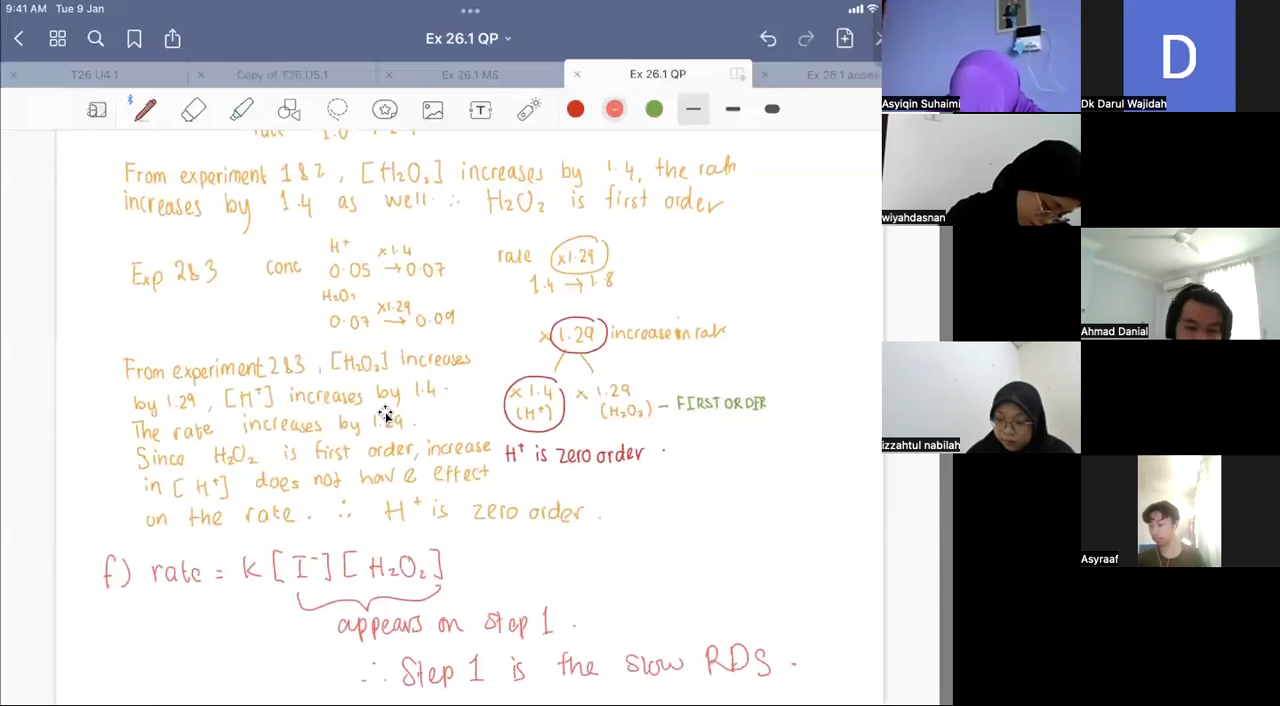 9:41 AM Tue 9 Jan
Ex 26.1 QP
T26 U4.1
Copy of T26 U5.1
Ex 26.1 MS
Ex 26.1 QP
Ex 26.1 answe
rate 1.0
From experiment 1&2, [H₂O₂] increases by 1.4, the rate
increases by 1.4 as well ∴ H₂O₂ is first order
Exp 2&3
conc
H⁺
×1.4
0.05 → 0.07
H₂O₂
×1.29
0.07 → 0.09
rate ×1.29
1.4 → 1.8
× 1.29 increase in rate
× 1.4 × 1.29
(H⁺) (H₂O₂) - FIRST ORDER
H⁺ is zero order
From experiment 2&3, [H₂O₂] increases
by 1.29, [H⁺] increases by 1.4.
The rate increases by 1.29.
Since H₂O₂ is first order, increase
in [H⁺] does not have effect
on the rate. ∴ H⁺ is zero order.
f) rate = K [I⁻][H₂O₂]
appears on step 1.
∴ Step 1 is the slow RDS.
Asyiqin Suhaimi
D
Dk Darul Wajidah
wiyahdasnan
Ahmad Danial
izzahtul nabilah
Asyraaf